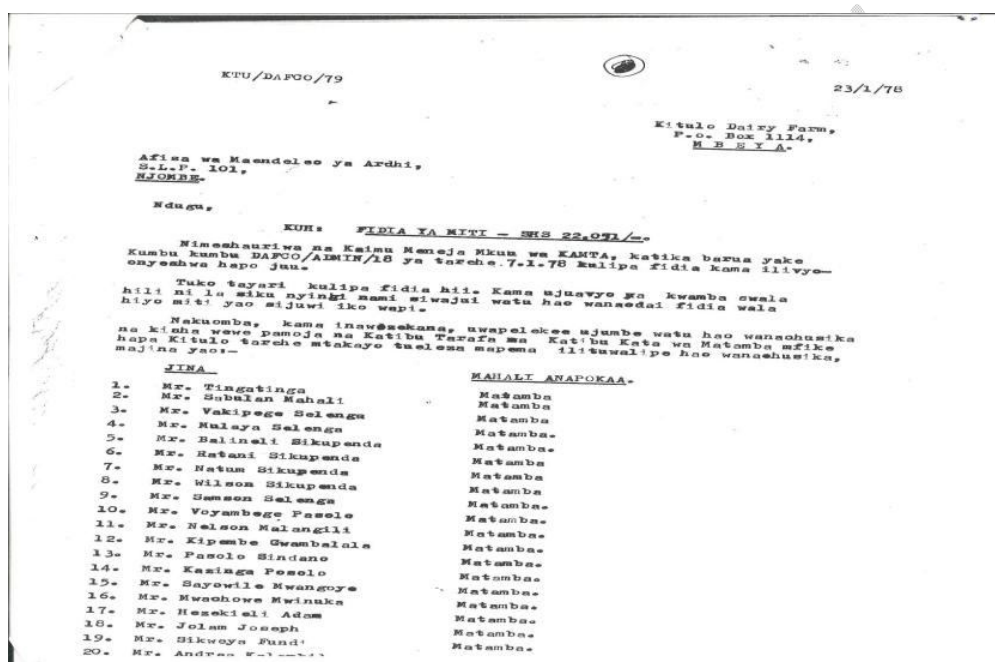 KTU/DAFCO/79
23/1/78
Kitulo Dairy Farm,
P.o. Box 1114,
M B E Y A.
Afisa wa Maendeleo ya Ardhi,
S.L.P. 101,
NJOMBE.
Ndugu,
KUH: FIDIA YA MITI - SHS 22,051/-.
Nimeshauriwa na Kaimu Meneja Mkuu wa KAMTA, katika barua yake
Kumbu kumbu DAFCO/ADMIN/18 ya tarehe.7.1.78 kulipa fidia kama ilivyo-
onyeshwa hapo juu.
Tuko tayari kulipa fidia hii. Kama ujuavyo ya kwamba swala
hili ni la siku nyingi nami siwajui watu hao wanaodai fidia wala
hiyo miti yao sijuwi iko wapi.
Nakuomba, kama inawezekana, uwapelekee ujumbe watu hao wanaohusika
na kisha wewe pamoja na Katibu Tarafa na Katibu Kata wa Matamba mfike
hapa Kitulo tarehe mtakayo tueleza mapema ilituwalipe hao wanaohusika,
majina yao:-
JINA MAHALI ANAPOKAA.
1. Mr. Tingatinga Matamba
2. Mr. Sabulan Mahali Matamba
3. Mr. Vakipege Selenga Matamba
4. Mr. Mulaya Selenga Matamba.
5. Mr. Balineli Sikupenda Matamba.
6. Mr. Ratani Sikupenda Matamba
7. Mr. Natum Sikupenda Matamba
8. Mr. Wilson Sikupenda Matamba
9. Mr. Samson Selenga Matamba.
10. Mr. Voyambege Pasolo Matamba.
11. Mr. Nelson Malangili Matamba.
12. Mr. Kipembe Gwambalala Matamba.
13. Mr. Pasolo Sindano Matamba.
14. Mr. Kasinga Posolo Matamba.
15. Mr. Sayowile Mwangoye Matamba.
16. Mr. Mwachowe Mwinuka Matamba.
17. Mr. Hezekieli Adam Matamba.
18. Mr. Jolam Joseph Matamba.
19. Mr. Sikwoya Matamba.
20. Mr. Matamba.